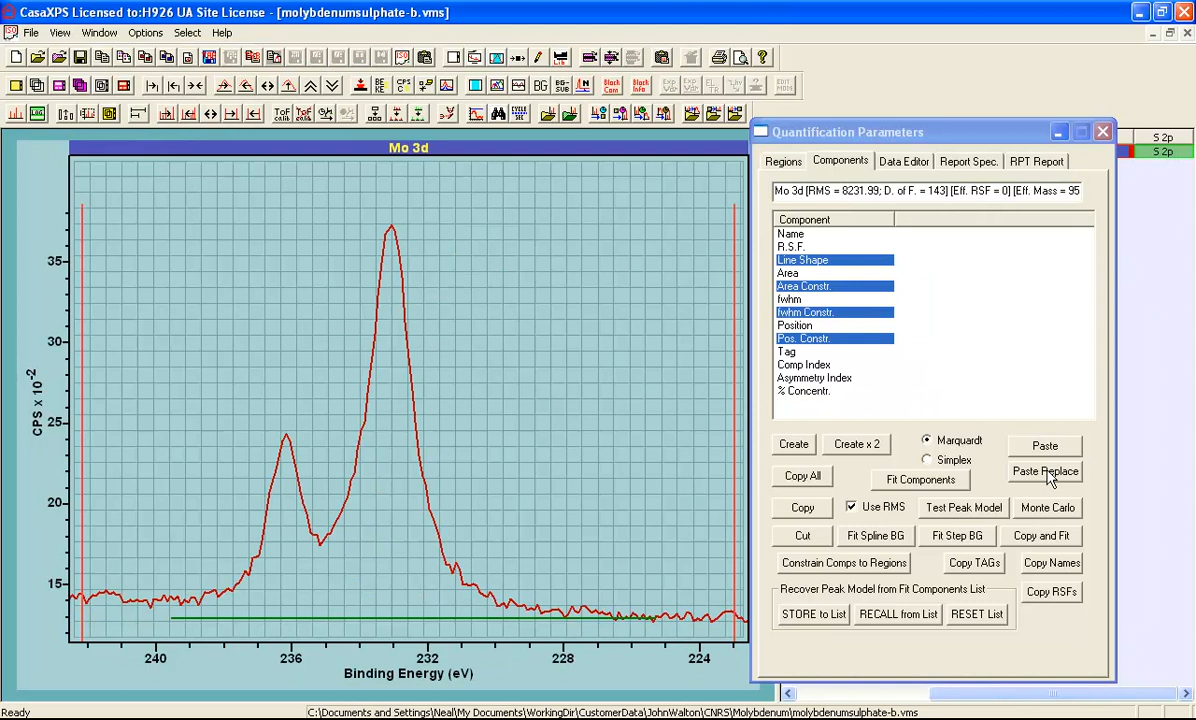 CasaXPS Licensed to:H926 UA Site License - [molybdenumsulphate-b.vms]
File View Window Options Select Help
Mo 3d
CPS x 10-2
35
30
25
20
15
240 236 232 228 224
Binding Energy (eV)
Quantification Parameters
S 2p
S 2p
Regions Components Data Editor Report Spec. RPT Report
Mo 3d [RMS = 8231.99; D. of F. = 143] [Eff. RSF = 0] [Eff. Mass = 95
Component
Name
R.S.F.
Line Shape
Area
Area Constr.
fwhm
fwhm Constr.
Position
Pos. Constr.
Tag
Comp Index
Asymmetry Index
% Concentr.
Create Create x 2 Marquardt Paste
Simplex
Copy All Fit Components Paste Replace
Copy Use RMS Test Peak Model Monte Carlo
Cut Fit Spline BG Fit Step BG Copy and Fit
Constrain Comps to Regions Copy TAGs Copy Names
Recover Peak Model from Fit Components List Copy RSFs
STORE to List RECALL from List RESET List
Ready C:\Documents and Settings\Neal\My Documents\WorkingDir\CustomerData\JohnWalton\CNRS\Molybdenum\molybdenumsulphate-b.vms